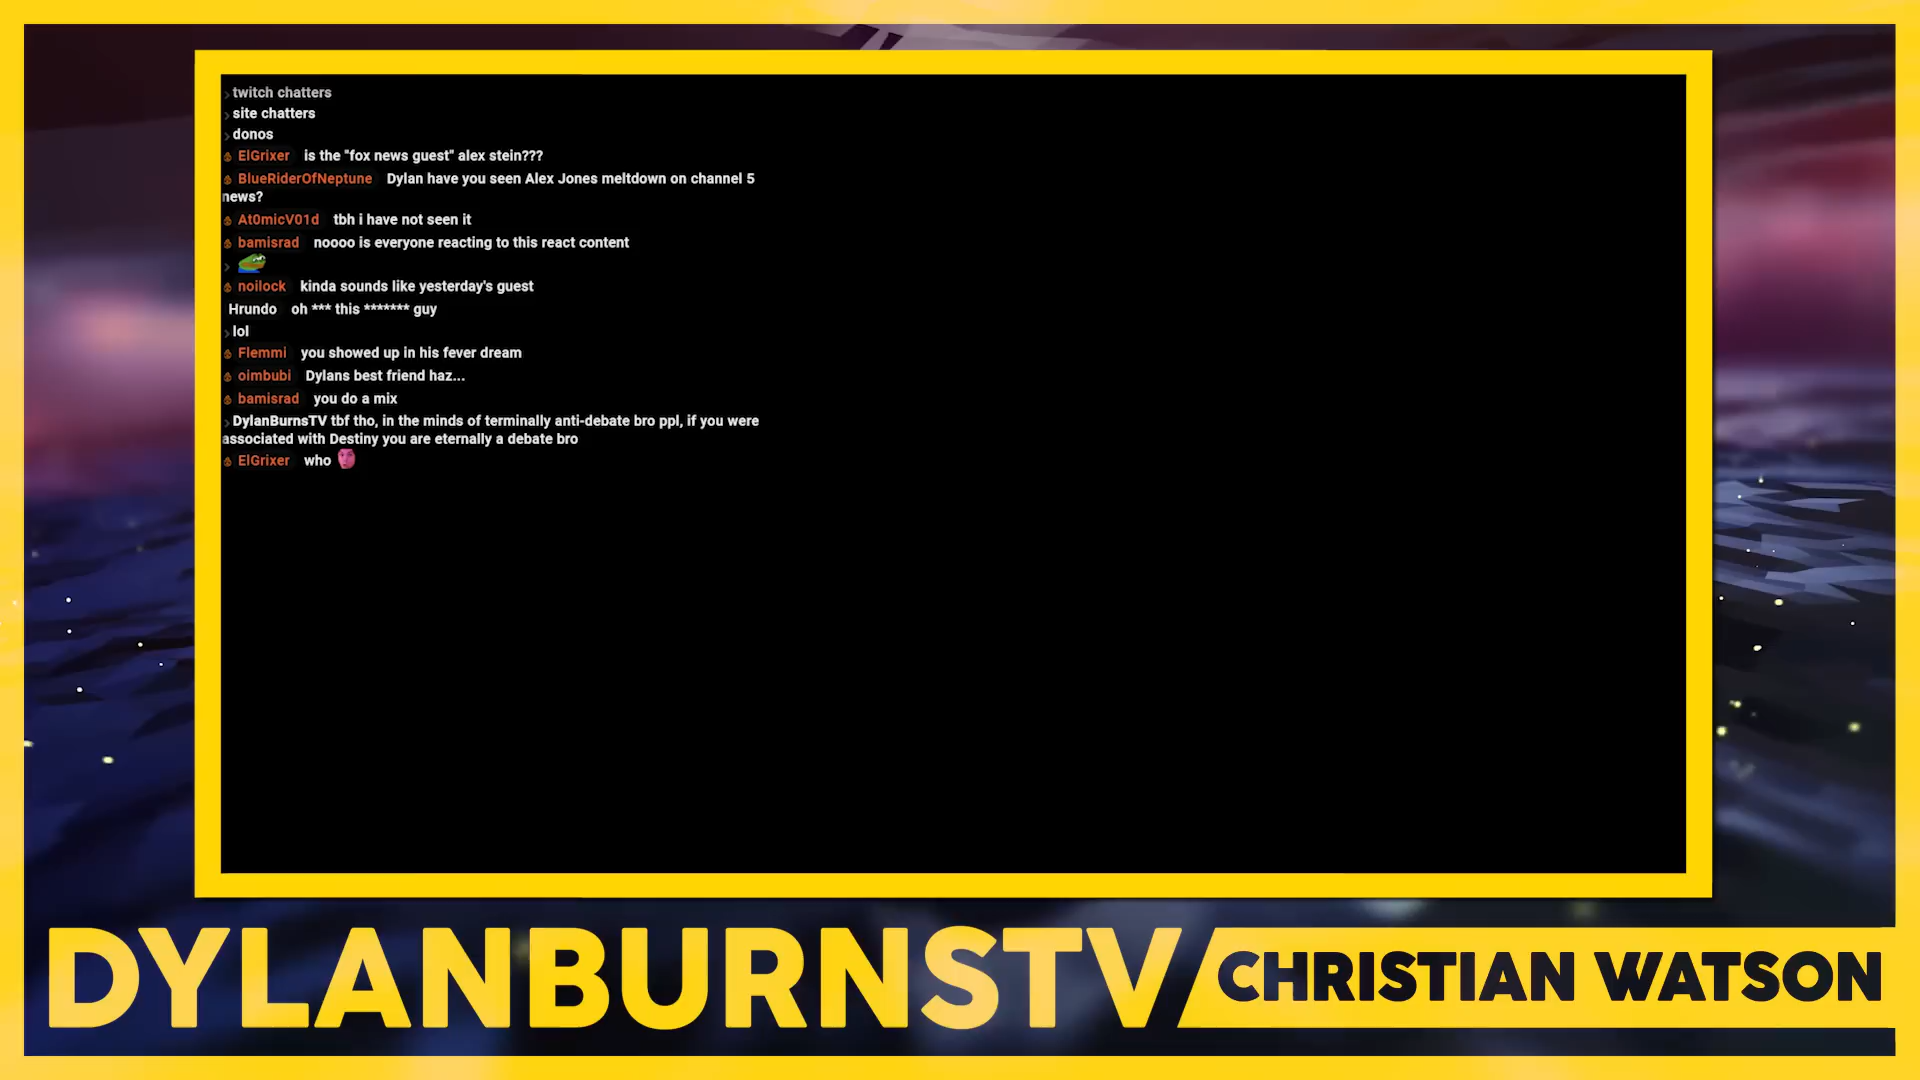 twitch chatters
site chatters
donos
ElGrixer is the "fox news guest" alex stein???
BlueRiderOfNeptune Dylan have you seen Alex Jones meltdown on channel 5
news?
At0micV01d tbh i have not seen it
bamisrad noooo is everyone reacting to this react content
noilock kinda sounds like yesterday's guest
Hrundo oh *** this ******* guy
lol
Flemmi you showed up in his fever dream
oimbubi Dylans best friend haz...
bamisrad you do a mix
DylanBurnsTV tbf tho, in the minds of terminally anti-debate bro ppl, if you were
associated with Destiny you are eternally a debate bro
ElGrixer who
DYLANBURNSTV
CHRISTIAN WATSON